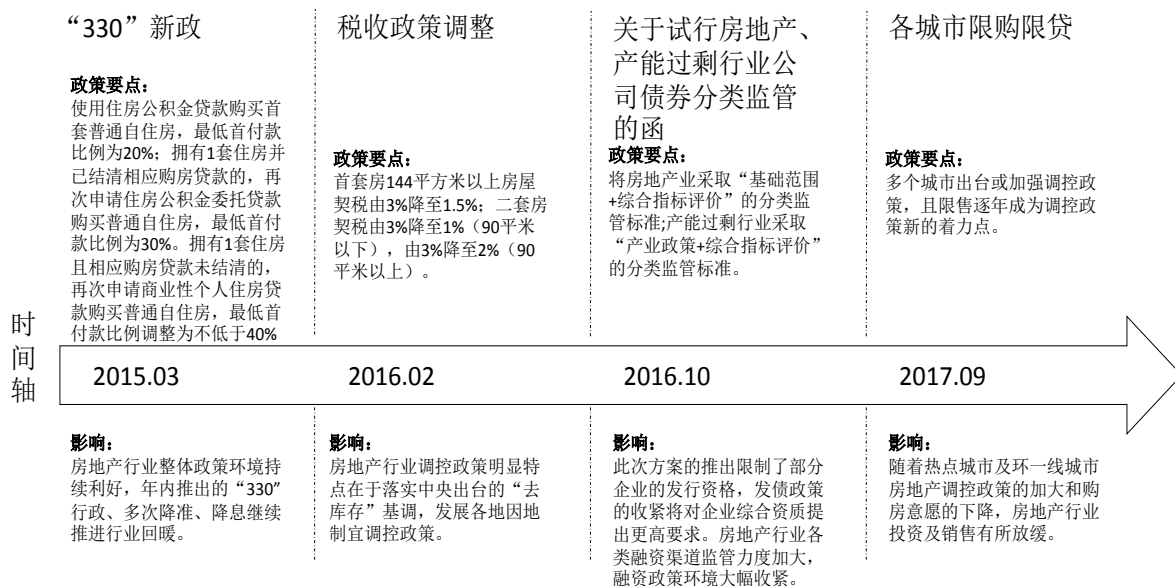 “330”新政
政策要点：
使用住房公积金贷款购买首
套普通自住房，最低首付款
比例为20%；拥有1套住房并
已结清相应购房贷款的，再
次申请住房公积金委托贷款
购买普通自住房，最低首付
款比例为30%。拥有1套住房
且相应购房贷款未结清的，
再次申请商业性个人住房贷
款购买普通自住房，最低首
付款比例调整为不低于40%
税收政策调整
政策要点：
首套房144平方米以上房屋
契税由3%降至1.5%；二套房
契税由3%降至1%（90平米
以下），由3%降至2%（90
平米以上）。
关于试行房地产、
产能过剩行业公
司债券分类监管
的函
政策要点：
将房地产业采取“基础范围
+综合指标评价”的分类监
管标准;产能过剩行业采取
“产业政策+综合指标评价”
的分类监管标准。
各城市限购限贷
政策要点：
多个城市出台或加强调控政
策，且限售逐年成为调控政
策新的着力点。
时
间
轴
2015.03
2016.02
2016.10
2017.09
影响：
房地产行业整体政策环境持
续利好，年内推出的“330”
行政、多次降准、降息继续
推进行业回暖。
影响：
房地产行业调控政策明显特
点在于落实中央出台的“去
库存”基调，发展各地因地
制宜调控政策。
影响：
此次方案的推出限制了部分
企业的发行资格，发债政策
的收紧将对企业综合资质提
出更高要求。房地产行业各
类融资渠道监管力度加大，
融资政策环境大幅收紧。
影响：
随着热点城市及环一线城市
房地产调控政策的加大和购
房意愿的下降，房地产行业
投资及销售有所放缓。